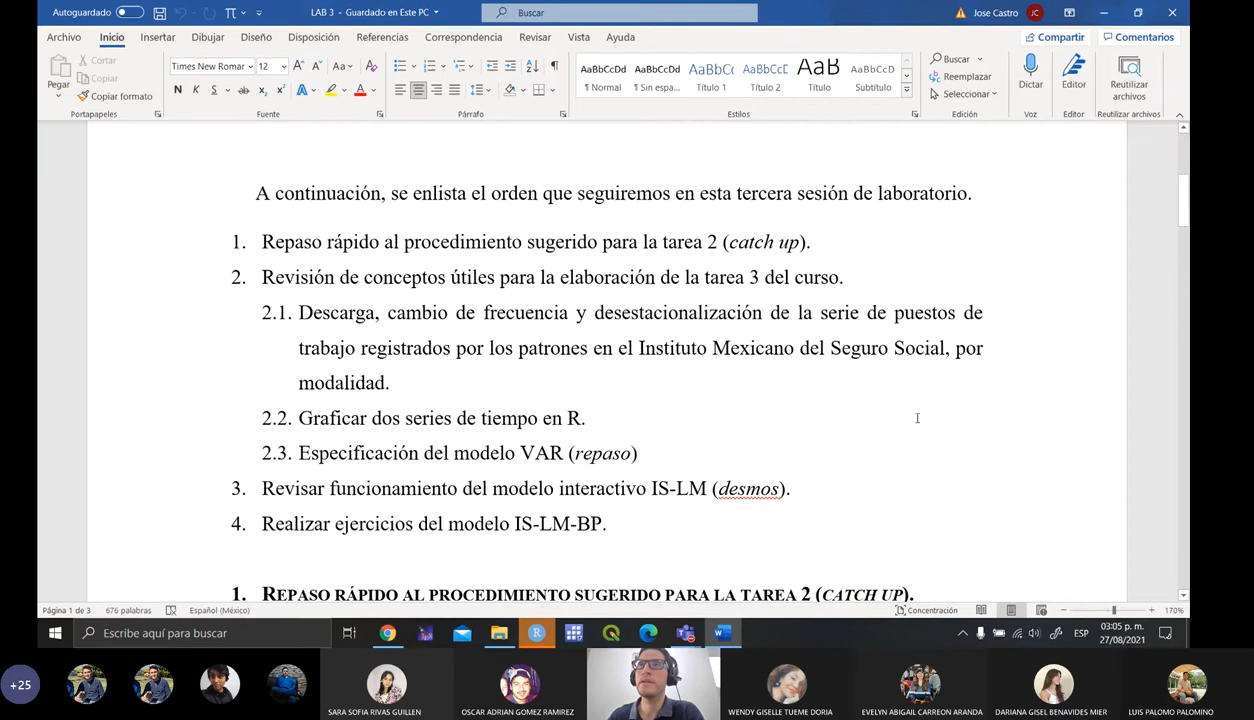 Autoguardado LAB 3 - Guardado en Este PC Buscar Jose Castro JC
Archivo Inicio Insertar Dibujar Diseño Disposición Referencias Correspondencia Revisar Vista Ayuda Compartir Comentarios
Pegar Cortar Copiar Copiar formato
Times New Romar 12 Aa
N K S ab x₂ x² A A
AaBbCcDd AaBbCcDd AaBbC( AaBbCcD AaB AaBbCcD
¶ Normal ¶ Sin espa... Título 1 Título 2 Título Subtítulo
Buscar
Reemplazar
Seleccionar
Dictar Editor Reutilizar archivos
Portapapeles Fuente Párrafo Estilos Edición Voz Editor Reutilizar archivos
A continuación, se enlista el orden que seguiremos en esta tercera sesión de laboratorio.
1. Repaso rápido al procedimiento sugerido para la tarea 2 (catch up).
2. Revisión de conceptos útiles para la elaboración de la tarea 3 del curso.
2.1. Descarga, cambio de frecuencia y desestacionalización de la serie de puestos de
trabajo registrados por los patrones en el Instituto Mexicano del Seguro Social, por
modalidad.
2.2. Graficar dos series de tiempo en R.
2.3. Especificación del modelo VAR (repaso)
3. Revisar funcionamiento del modelo interactivo IS-LM (desmos).
4. Realizar ejercicios del modelo IS-LM-BP.
1. REPASO RÁPIDO AL PROCEDIMIENTO SUGERIDO PARA LA TAREA 2 (CATCH UP).
Página 1 de 3 676 palabras Español (México) Concentración 170%
Escribe aquí para buscar ESP 03:05 p. m.
27/08/2021
+25
SARA SOFIA RIVAS GUILLEN OSCAR ADRIAN GOMEZ RAMIREZ WENDY GISELLE TUEME DORIA EVELYN ABIGAIL CARREON ARANDA DARIANA GISEL BENAVIDES MIER LUIS PALOMO PALOMINO